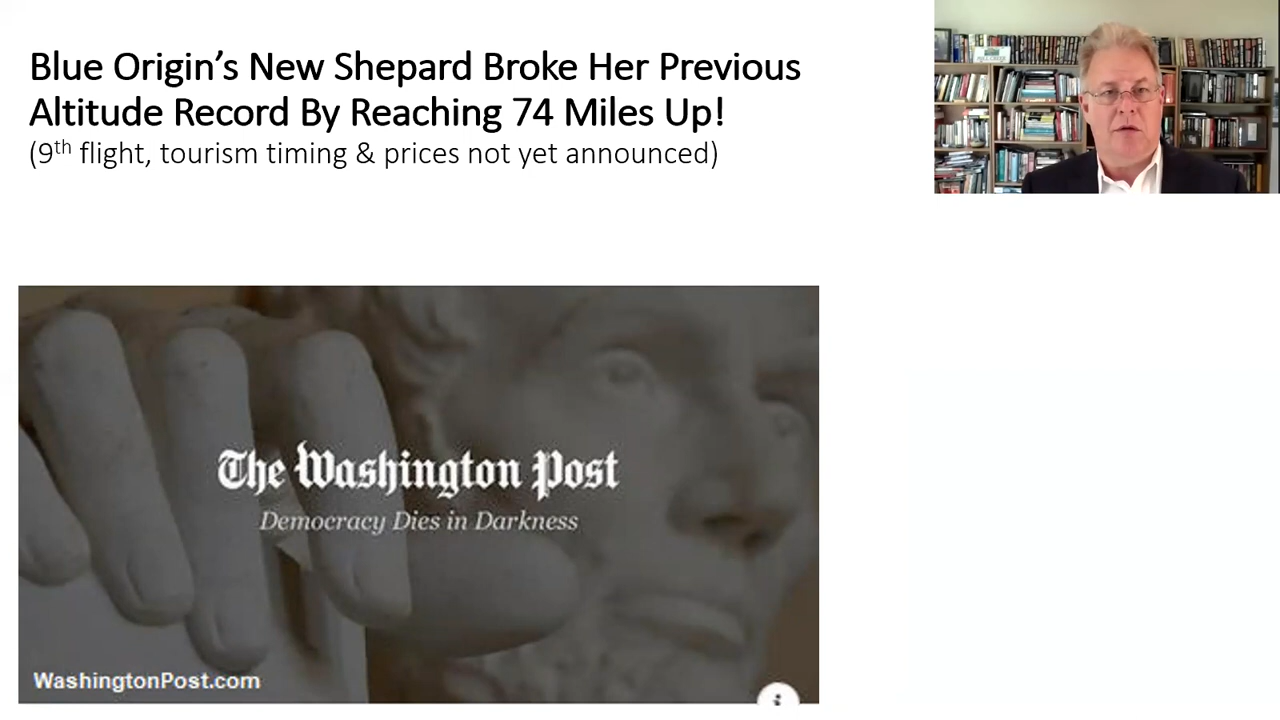 Blue Origin’s New Shepard Broke Her Previous
Altitude Record By Reaching 74 Miles Up!
(9th flight, tourism timing & prices not yet announced)
The Washington Post
Democracy Dies in Darkness
WashingtonPost.com
i